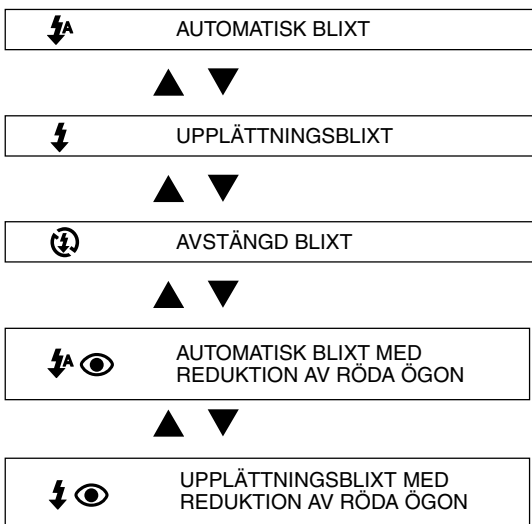 A AUTOMATISK BLIXT
UPPLÄTTNINGSBLIXT
AVSTÄNGD BLIXT
A AUTOMATISK BLIXT MED
REDUKTION AV RÖDA ÖGON
UPPLÄTTNINGSBLIXT MED
REDUKTION AV RÖDA ÖGON